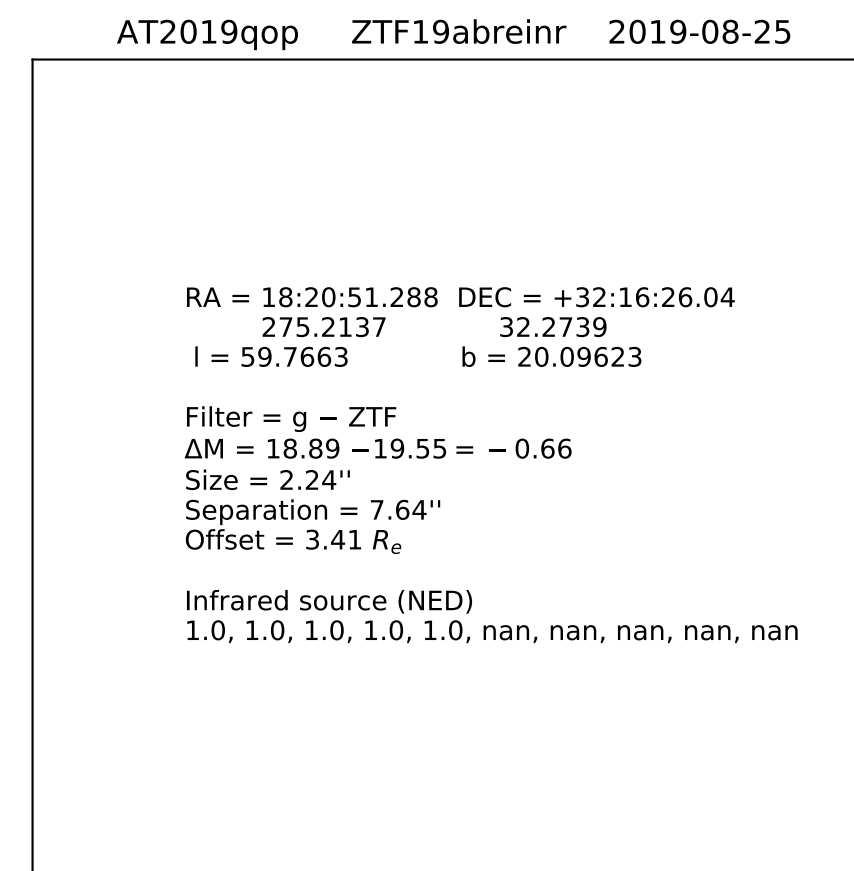 AT2019qop ZTF19abreinr 2019-08-25
RA = 18:20:51.288 DEC = +32:16:26.04
275.2137 32.2739
l = 59.7663 b = 20.09623
Filter = g − ZTF
ΔM = 18.89 −19.55 = − 0.66
Size = 2.24''
Separation = 7.64''
Offset = 3.41 Re
Infrared source (NED)
1.0, 1.0, 1.0, 1.0, 1.0, nan, nan, nan, nan, nan